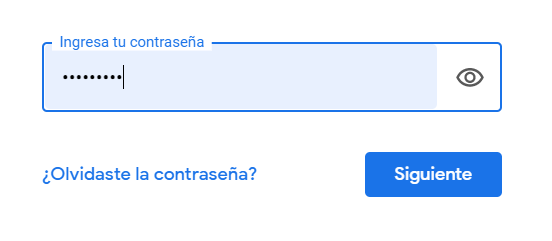 Ingresa tu contraseña
•••••••••
¿Olvidaste la contraseña?
Siguiente